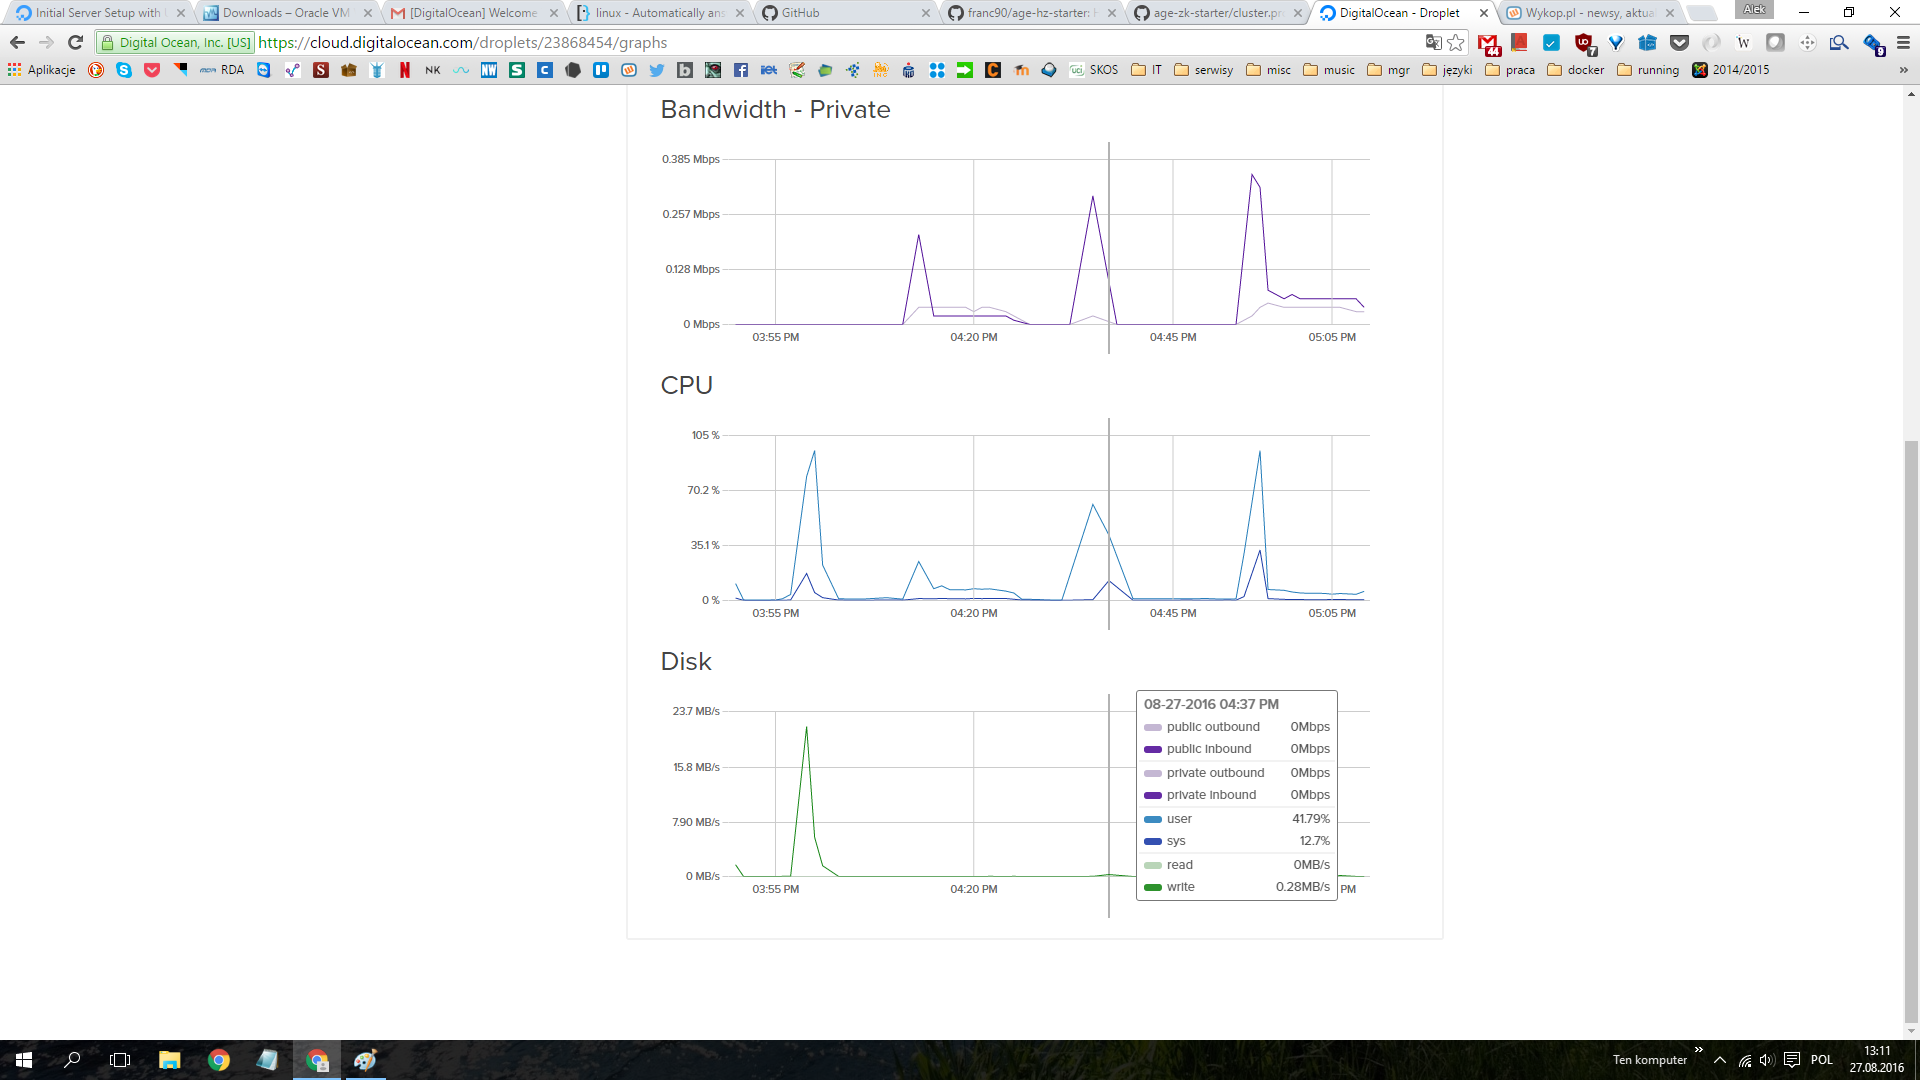 Initial Server Setup with
Downloads – Oracle VM
[DigitalOcean] Welcome
linux - Automatically ans
GitHub
franc90/age-hz-starter: H
age-zk-starter/cluster.pr
DigitalOcean - Droplet
Wykop.pl - newsy, aktua
Alek
Digital Ocean, Inc. [US]
https://cloud.digitalocean.com/droplets/23868454/graphs
Aplikacje
RDA
NK
SKOS
IT
serwisy
misc
music
mgr
języki
praca
docker
running
2014/2015
Bandwidth - Private
0.385 Mbps
0.257 Mbps
0.128 Mbps
0 Mbps
03:55 PM
04:20 PM
04:45 PM
05:05 PM
CPU
105 %
70.2 %
35.1 %
0 %
03:55 PM
04:20 PM
04:45 PM
05:05 PM
Disk
23.7 MB/s
15.8 MB/s
7.90 MB/s
0 MB/s
03:55 PM
04:20 PM
PM
08-27-2016 04:37 PM
public outbound 0Mbps
public inbound 0Mbps
private outbound 0Mbps
private inbound 0Mbps
user 41.79%
sys 12.7%
read 0MB/s
write 0.28MB/s
Ten komputer
POL
13:11
27.08.2016